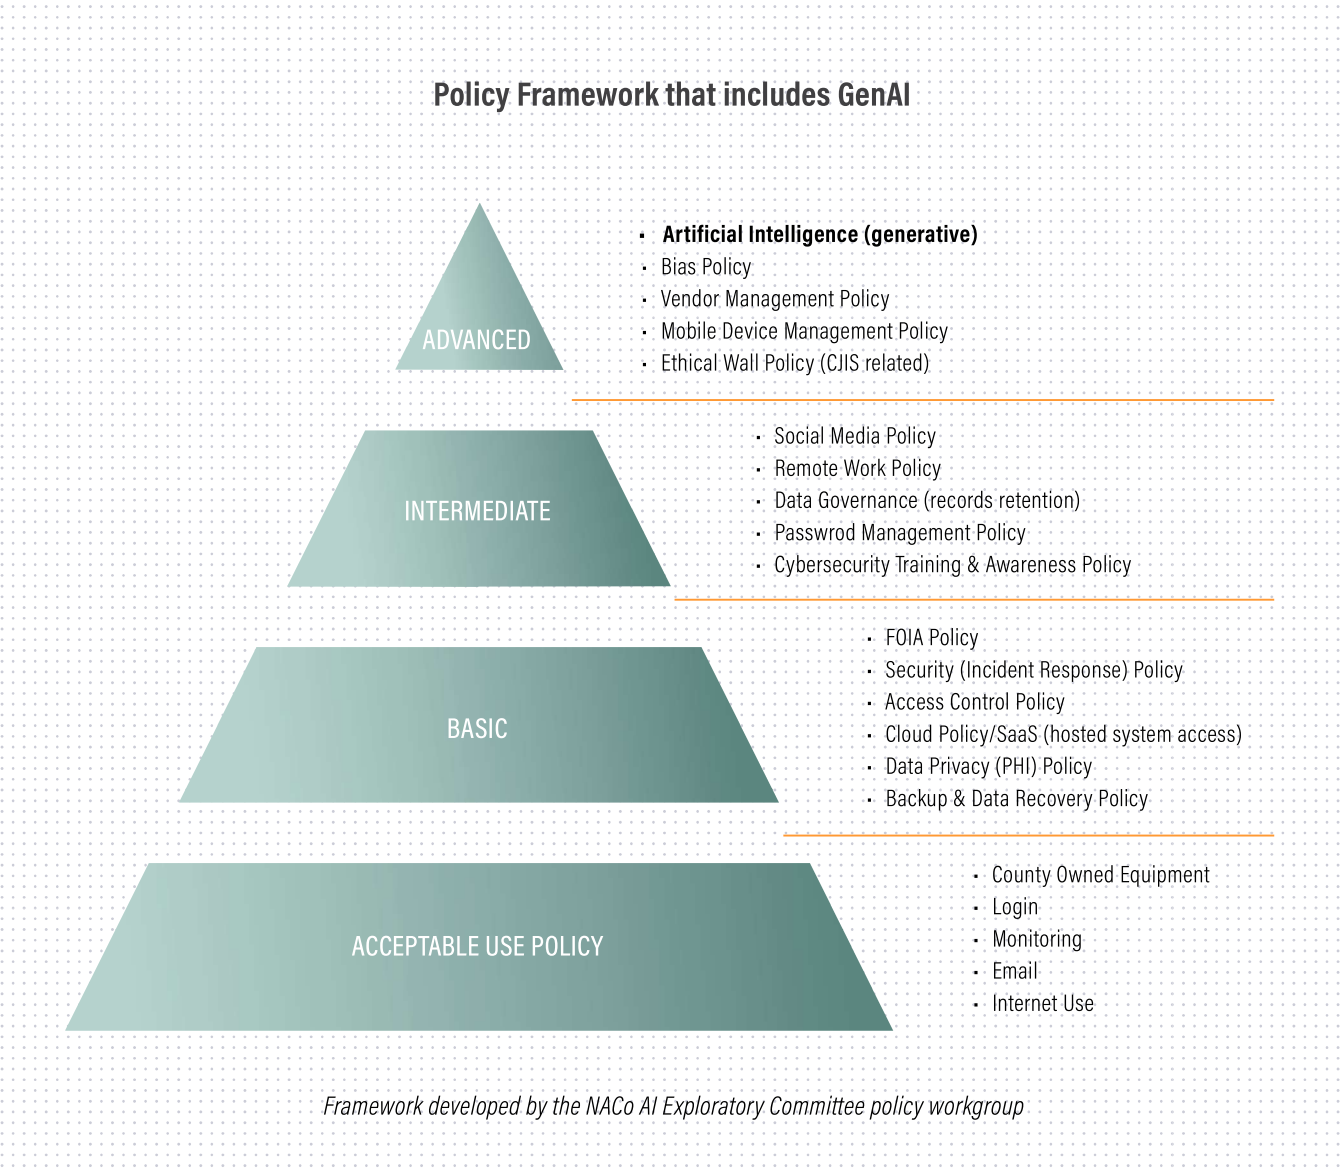 Policy Framework that includes GenAI
ADVANCED
▪ Artificial Intelligence (generative)
▪ Bias Policy
▪ Vendor Management Policy
▪ Mobile Device Management Policy
▪ Ethical Wall Policy (CJIS related)
INTERMEDIATE
▪ Social Media Policy
▪ Remote Work Policy
▪ Data Governance (records retention)
▪ Passwrod Management Policy
▪ Cybersecurity Training & Awareness Policy
BASIC
▪ FOIA Policy
▪ Security (Incident Response) Policy
▪ Access Control Policy
▪ Cloud Policy/SaaS (hosted system access)
▪ Data Privacy (PHI) Policy
▪ Backup & Data Recovery Policy
ACCEPTABLE USE POLICY
▪ County Owned Equipment
▪ Login
▪ Monitoring
▪ Email
▪ Internet Use
Framework developed by the NACo AI Exploratory Committee policy workgroup